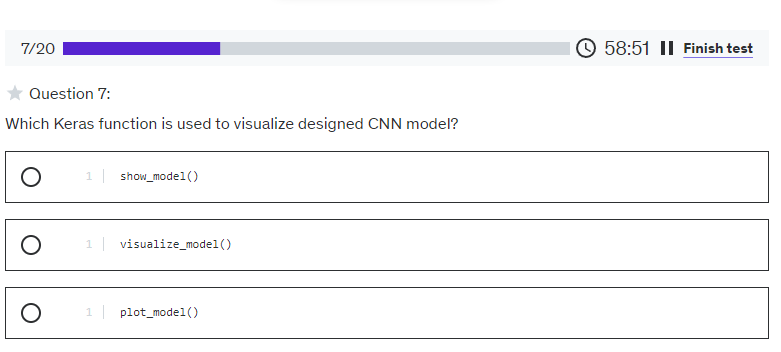 7/20 58:51 Finish test
Question 7:
Which Keras function is used to visualize designed CNN model?
1 show_model()
1 visualize_model()
1 plot_model()